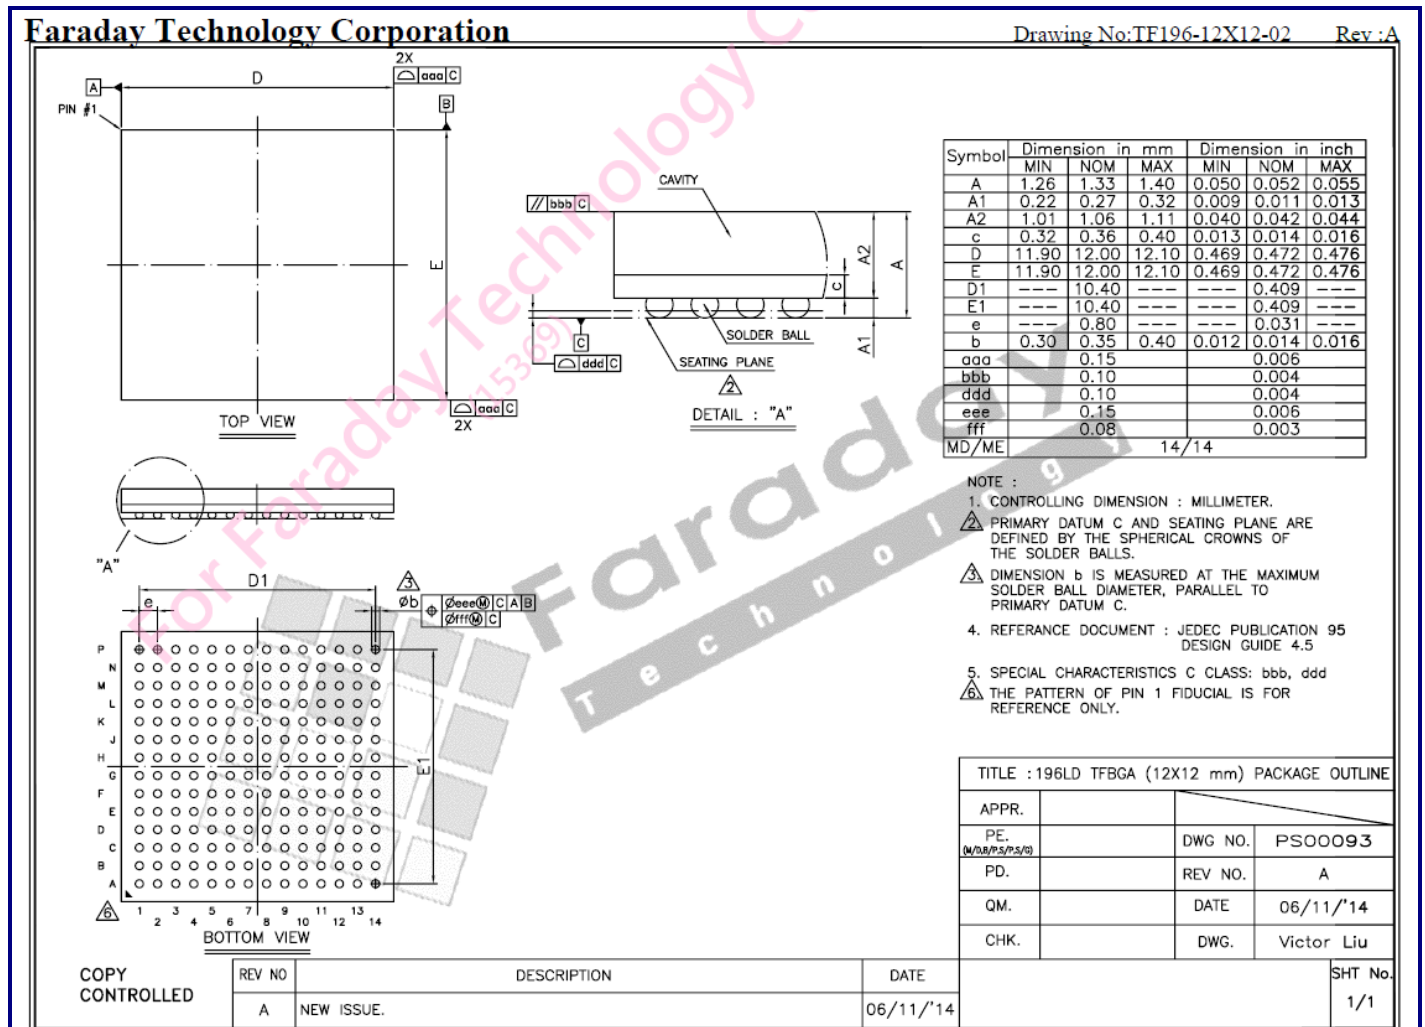 Faraday Technology Corporation
Drawing No:TF196-12X12-02 Rev :A
2X
D
aaa C
A
PIN #1
B
E
aaa C
2X
TOP VIEW
CAVITY
// bbb C
A2
A
c
A1
SOLDER BALL
C
ddd C
SEATING PLANE
2
DETAIL : "A"
Symbol Dimension in mm Dimension in inch
MIN NOM MAX MIN NOM MAX
A 1.26 1.33 1.40 0.050 0.052 0.055
A1 0.22 0.27 0.32 0.009 0.011 0.013
A2 1.01 1.06 1.11 0.040 0.042 0.044
c 0.32 0.36 0.40 0.013 0.014 0.016
D 11.90 12.00 12.10 0.469 0.472 0.476
E 11.90 12.00 12.10 0.469 0.472 0.476
D1 --- 10.40 --- --- 0.409 ---
E1 --- 10.40 --- --- 0.409 ---
e --- 0.80 --- --- 0.031 ---
b 0.30 0.35 0.40 0.012 0.014 0.016
aaa 0.15 0.006
bbb 0.10 0.004
ddd 0.10 0.004
eee 0.15 0.006
fff 0.08 0.003
MD/ME 14/14
NOTE :
1. CONTROLLING DIMENSION : MILLIMETER.
2. PRIMARY DATUM C AND SEATING PLANE ARE
DEFINED BY THE SPHERICAL CROWNS OF
THE SOLDER BALLS.
3. DIMENSION b IS MEASURED AT THE MAXIMUM
SOLDER BALL DIAMETER, PARALLEL TO
PRIMARY DATUM C.
4. REFERANCE DOCUMENT : JEDEC PUBLICATION 95
DESIGN GUIDE 4.5
5. SPECIAL CHARACTERISTICS C CLASS: bbb, ddd
6. THE PATTERN OF PIN 1 FIDUCIAL IS FOR
REFERENCE ONLY.
"A"
D1
e
3
Øb
Øeee Ⓜ C A B
Øfff Ⓜ C
P
N
M
L
K
J
H
G
F
E
D
C
B
A
E1
6
1 3 5 7 9 11 13
2 4 6 8 10 12 14
BOTTOM VIEW
For Faraday Technology C
(15369)
Faraday
Technology
TITLE :196LD TFBGA (12X12 mm) PACKAGE OUTLINE
APPR.
PE.
(M/D,B/P,S/P,S/G)
DWG NO. PS00093
PD.
REV NO. A
QM.
DATE 06/11/'14
CHK.
DWG. Victor Liu
SHT No.
1/1
COPY
CONTROLLED
REV NO DESCRIPTION DATE
A NEW ISSUE. 06/11/'14